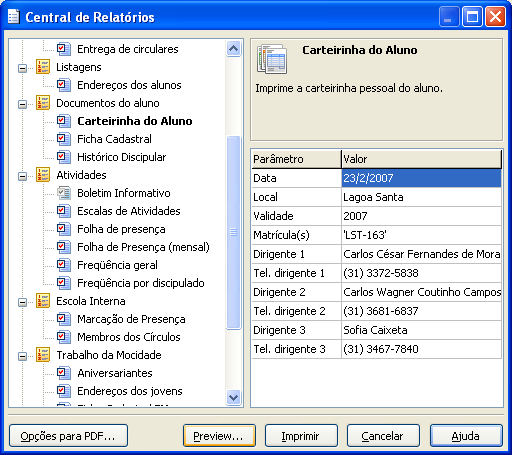 Central de Relatórios
Entrega de circulares
Listagens
Endereços dos alunos
Documentos do aluno
Carteirinha do Aluno
Ficha Cadastral
Histórico Discipular
Atividades
Boletim Informativo
Escalas de Atividades
Folha de presença
Folha de Presença (mensal)
Freqüência geral
Freqüência por discipulado
Escola Interna
Marcação de Presença
Membros dos Círculos
Trabalho da Mocidade
Aniversariantes
Endereços dos jovens
Carteirinha do Aluno
Imprime a carteirinha pessoal do aluno.
Parâmetro Valor
Data 23/2/2007
Local Lagoa Santa
Validade 2007
Matrícula(s) 'LST-163'
Dirigente 1 Carlos César Fernandes de Mora
Tel. dirigente 1 (31) 3372-5838
Dirigente 2 Carlos Wagner Coutinho Campos
Tel. dirigente 2 (31) 3681-6837
Dirigente 3 Sofia Caixeta
Tel. dirigente 3 (31) 3467-7840
Opções para PDF... Preview... Imprimir Cancelar Ajuda